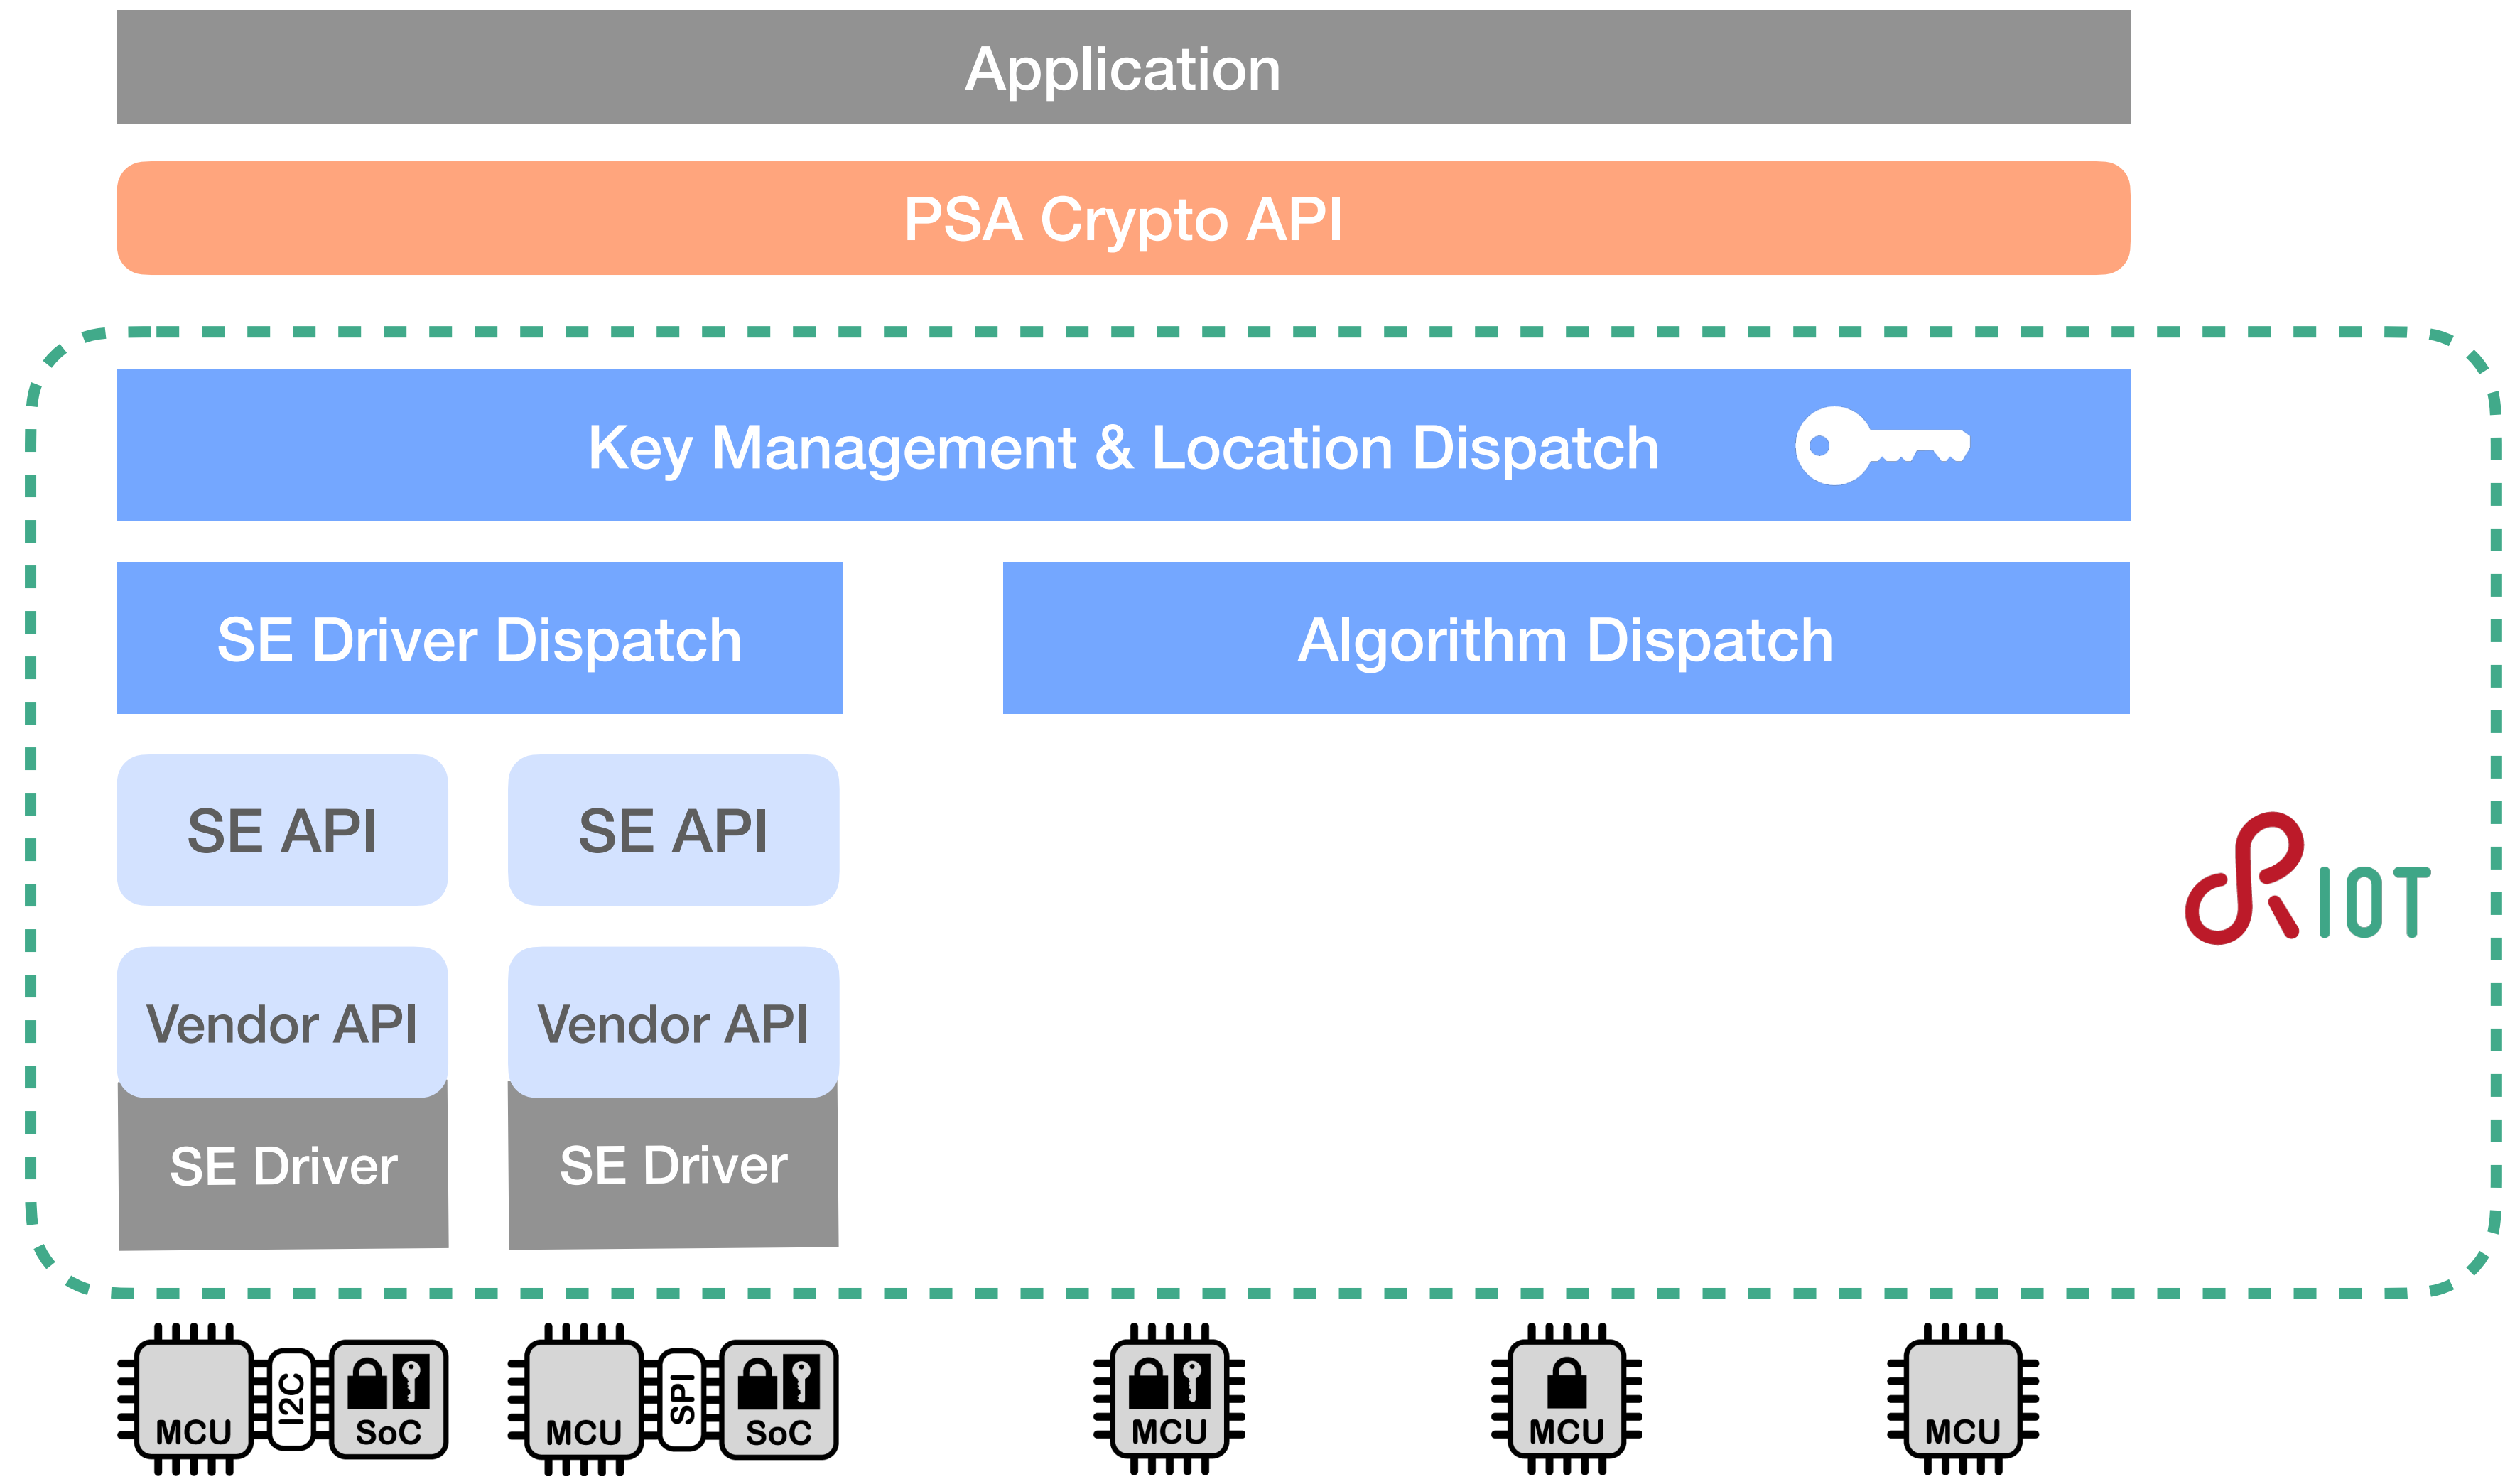 Application
PSA Crypto API
Key Management & Location Dispatch
SE Driver Dispatch
Algorithm Dispatch
SE API
SE API
RIOT
Vendor API
Vendor API
SE Driver
SE Driver
MCU
I2C
SoC
MCU
SPI
SoC
MCU
MCU
MCU